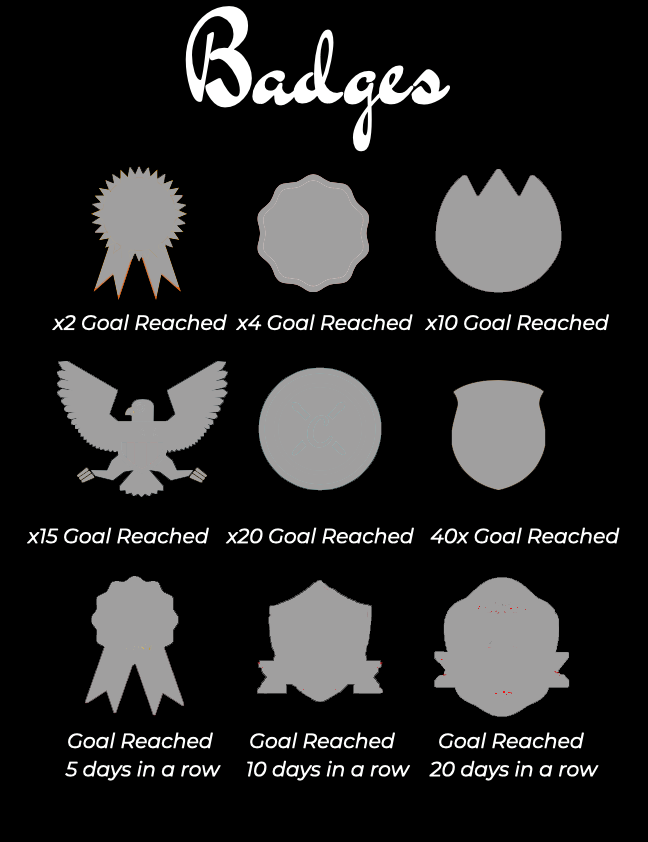 Badges
x2 Goal Reached x4 Goal Reached x10 Goal Reached
x15 Goal Reached x20 Goal Reached 40x Goal Reached
Goal Reached Goal Reached Goal Reached
5 days in a row 10 days in a row 20 days in a row